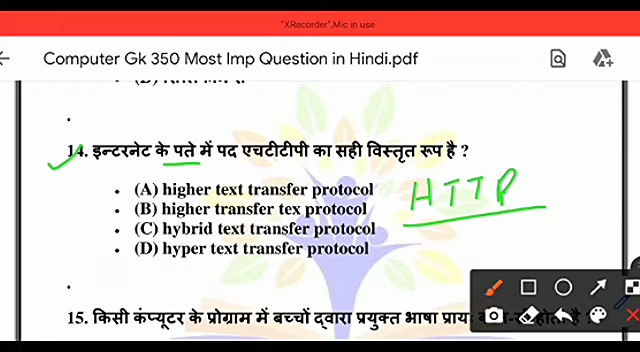 "XRecorder",Mic in use
Computer Gk 350 Most Imp Question in Hindi.pdf
14. इन्टरनेट के पते में पद एचटीटीपी का सही विस्तृत रूप है ?
(A) higher text transfer protocol
HTTP
(B) higher transfer tex protocol
(C) hybrid text transfer protocol
(D) hyper text transfer protocol
15. किसी कंप्यूटर के प्रोग्राम में बच्चों द्वारा प्रयुक्त भाषा प्रायः